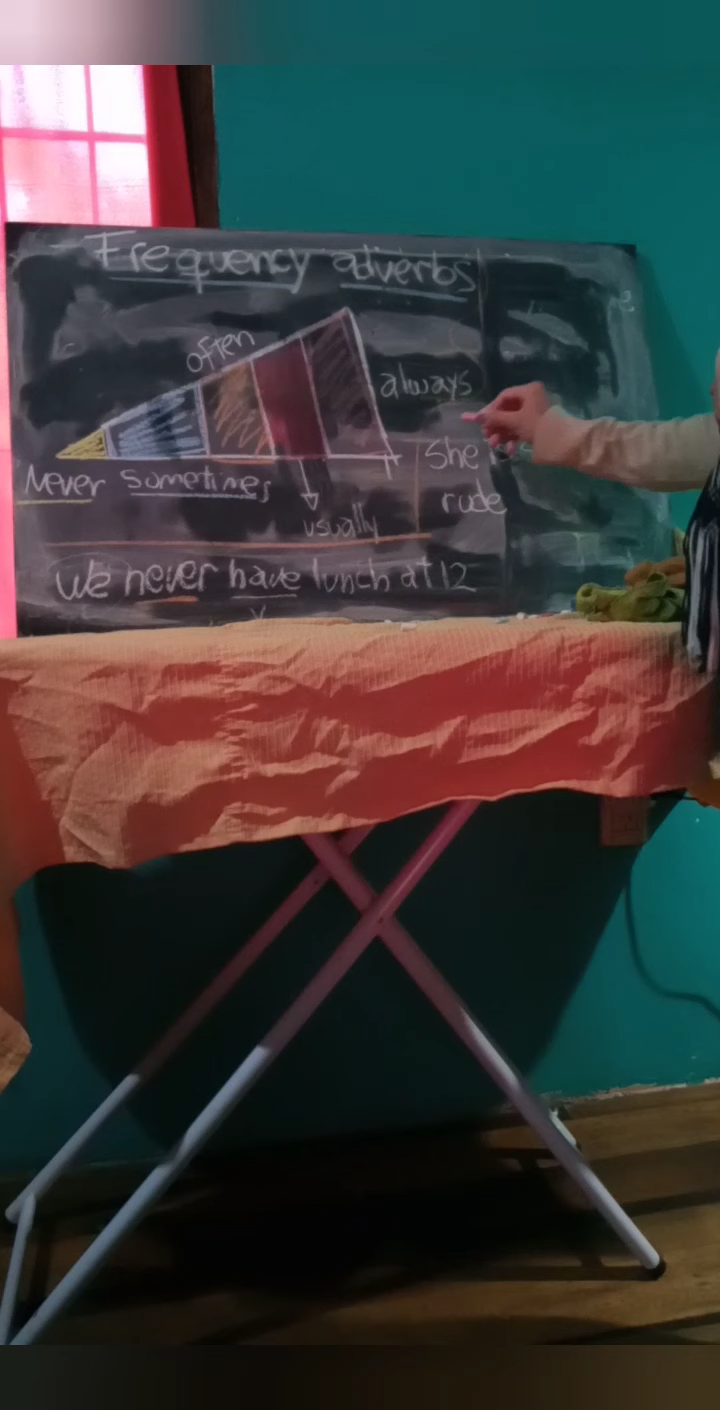 Frequency adverbs
often
always
Never sometimes
usually
She
rude
We never have lunch at 12
v